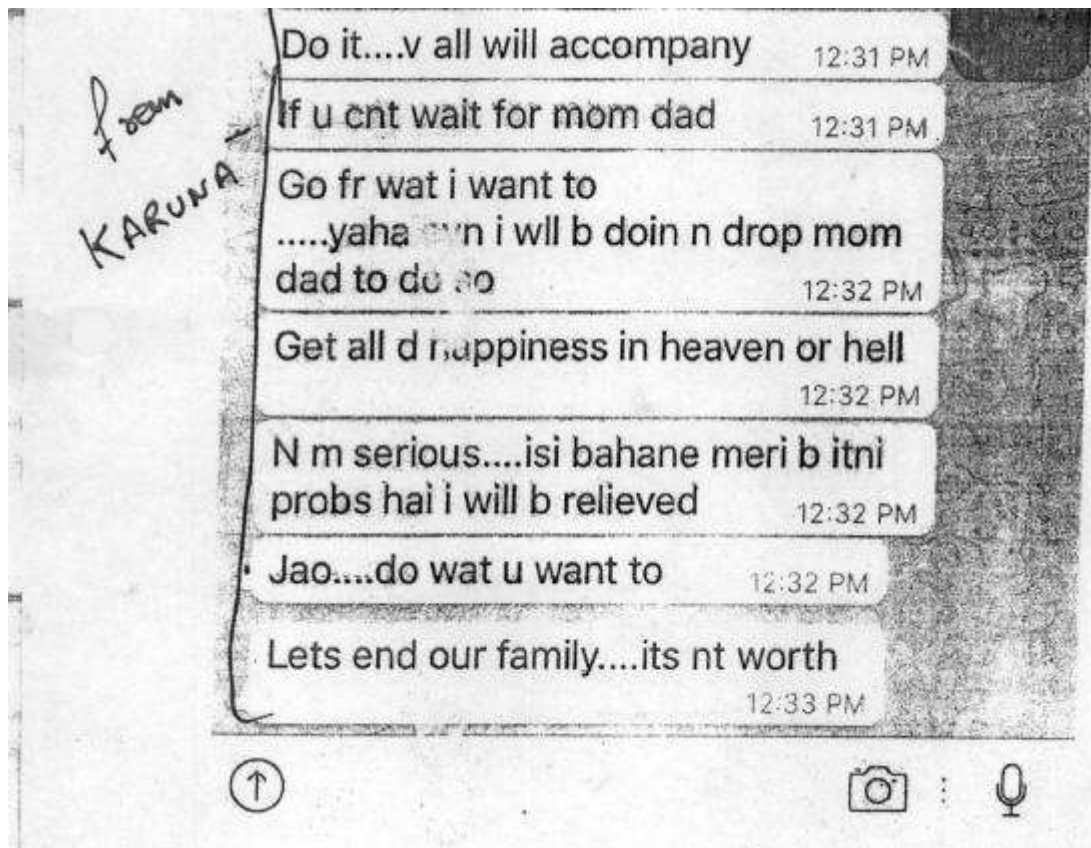 Do it....v all will accompany 12:31 PM
If u cnt wait for mom dad 12:31 PM
from
KARUNA
Go fr wat i want to
.....yaha i wll b doin n drop mom
dad to do so 12:32 PM
Get all d happiness in heaven or hell
12:32 PM
N m serious....isi bahane meri b itni
probs hai i will b relieved 12:32 PM
Jao....do wat u want to 12:32 PM
Lets end our family....its nt worth
12:33 PM